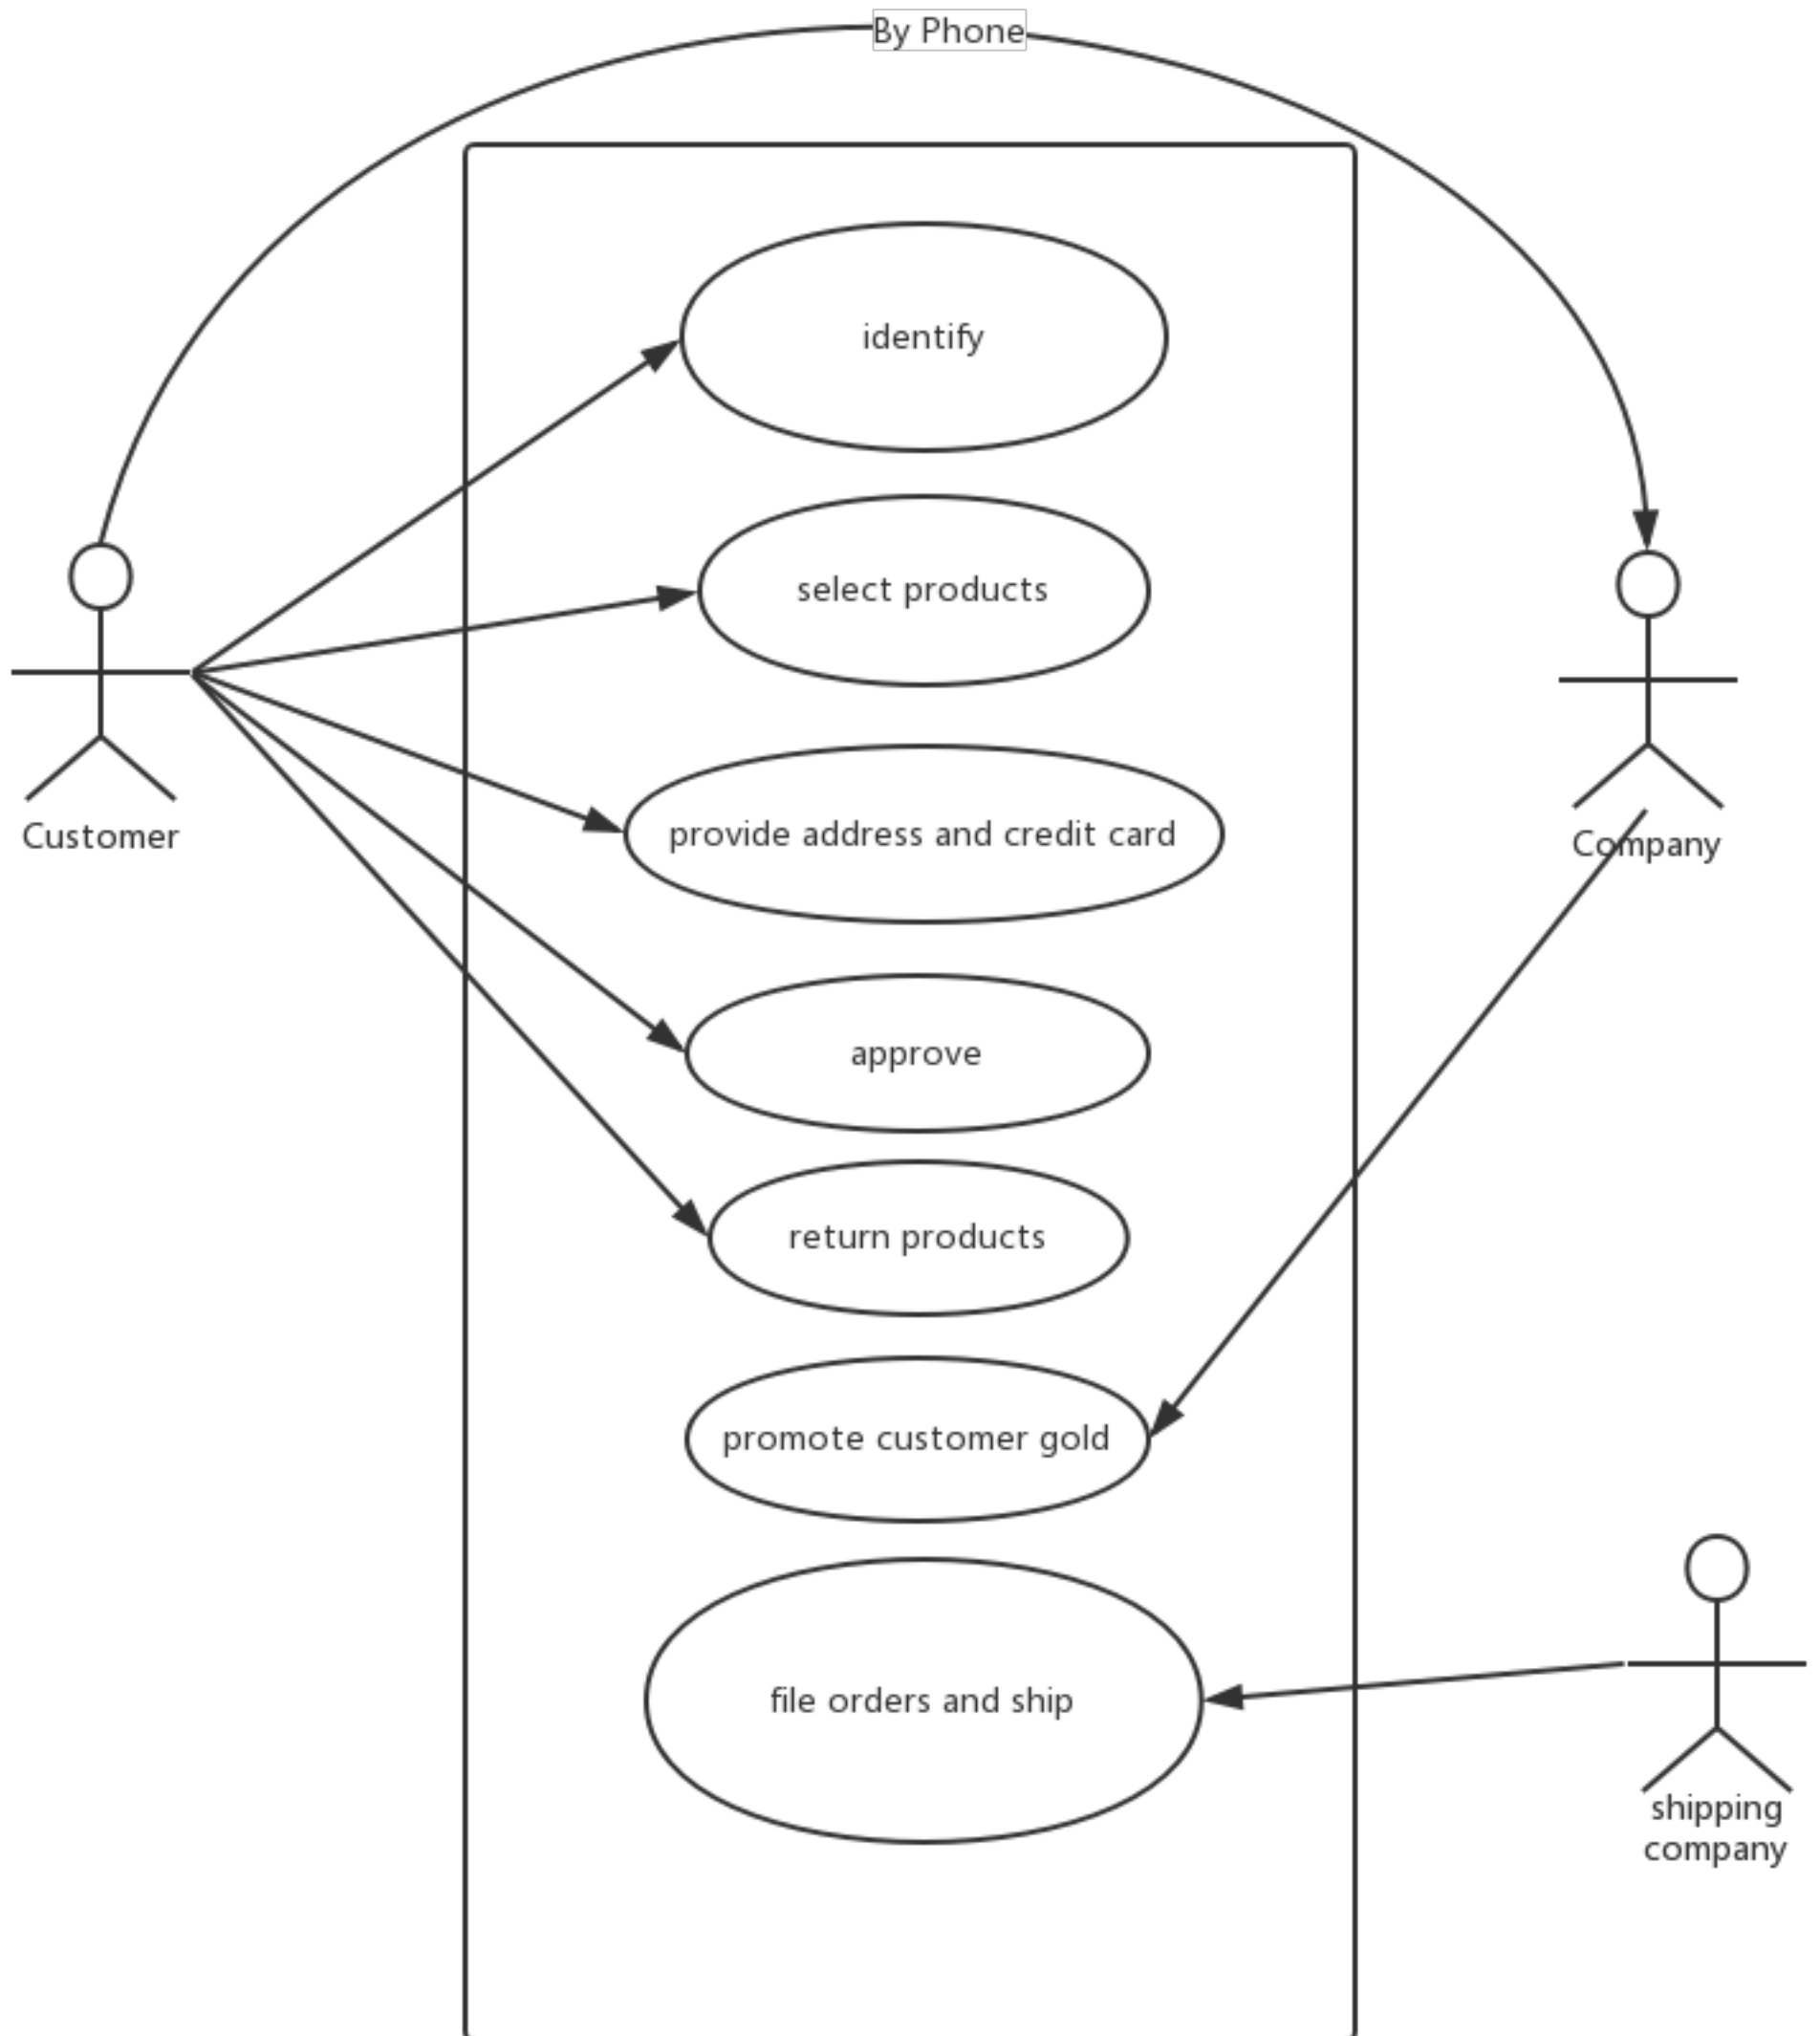 By Phone
identify
select products
Customer
provide address and credit card
Company
approve
return products
promote customer gold
file orders and ship
shipping
company